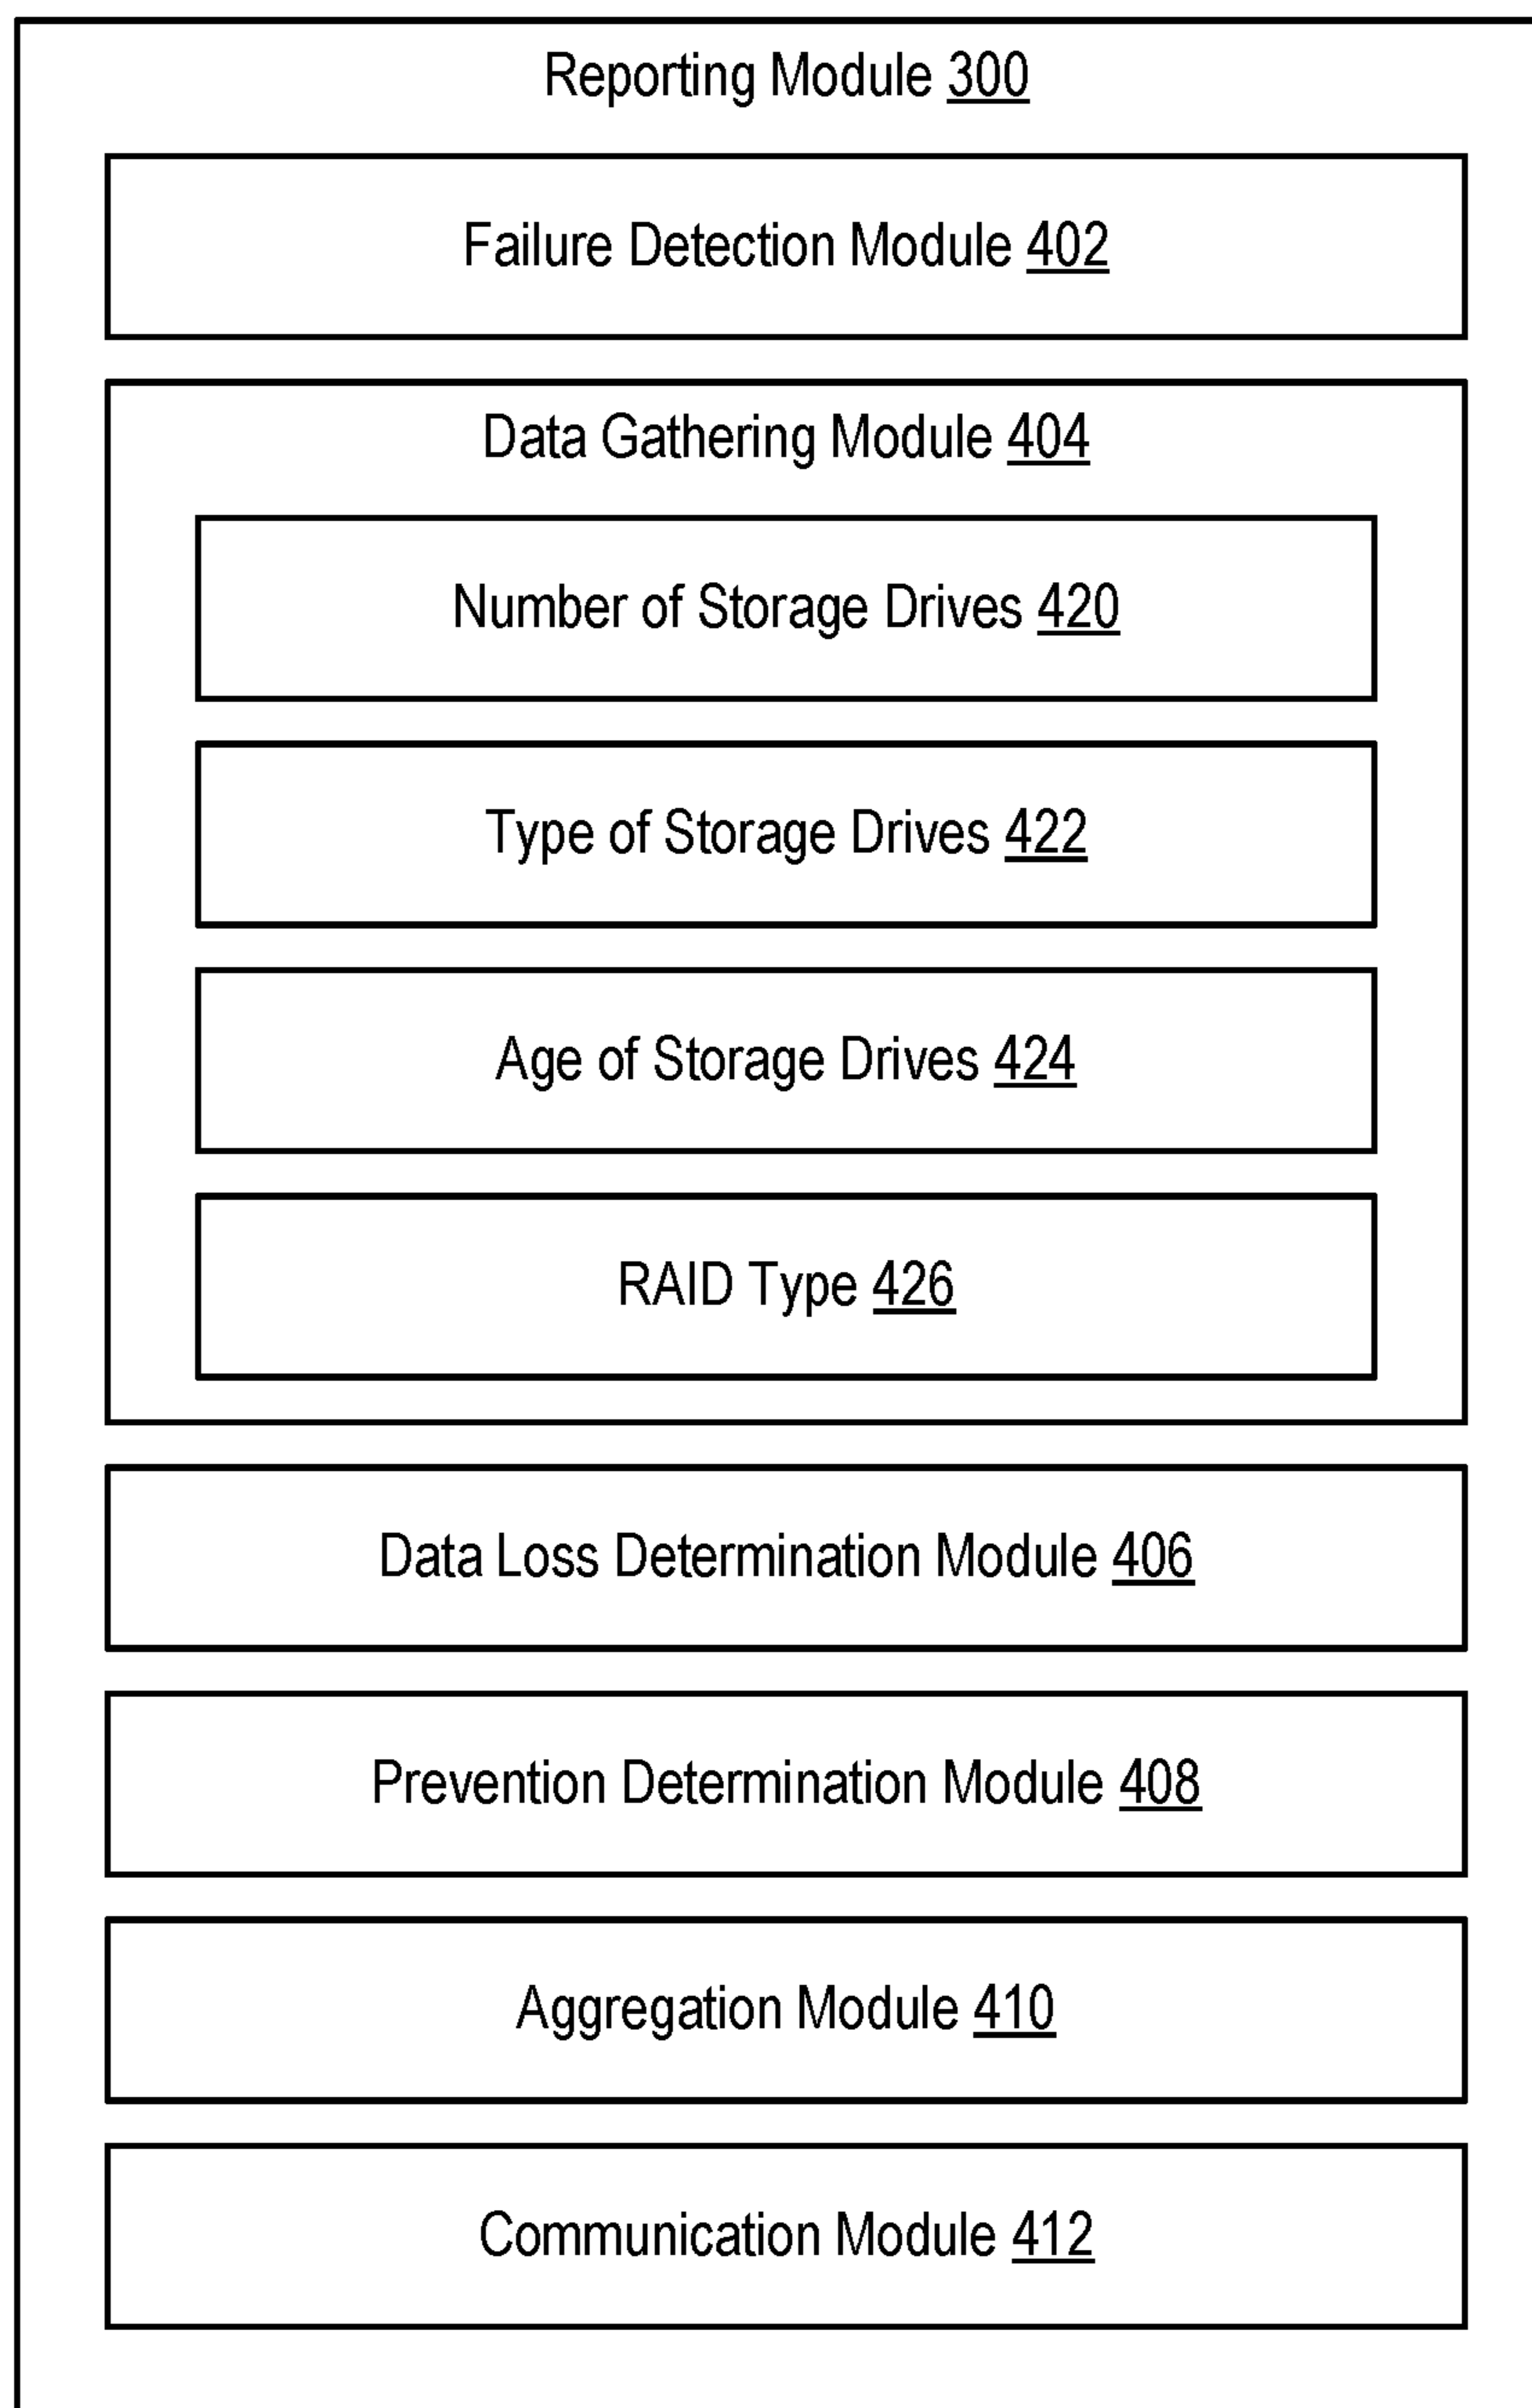 Reporting Module 300
Failure Detection Module 402
Data Gathering Module 404
Number of Storage Drives 420
Type of Storage Drives 422
Age of Storage Drives 424
RAID Type 426
Data Loss Determination Module 406
Prevention Determination Module 408
Aggregation Module 410
Communication Module 412